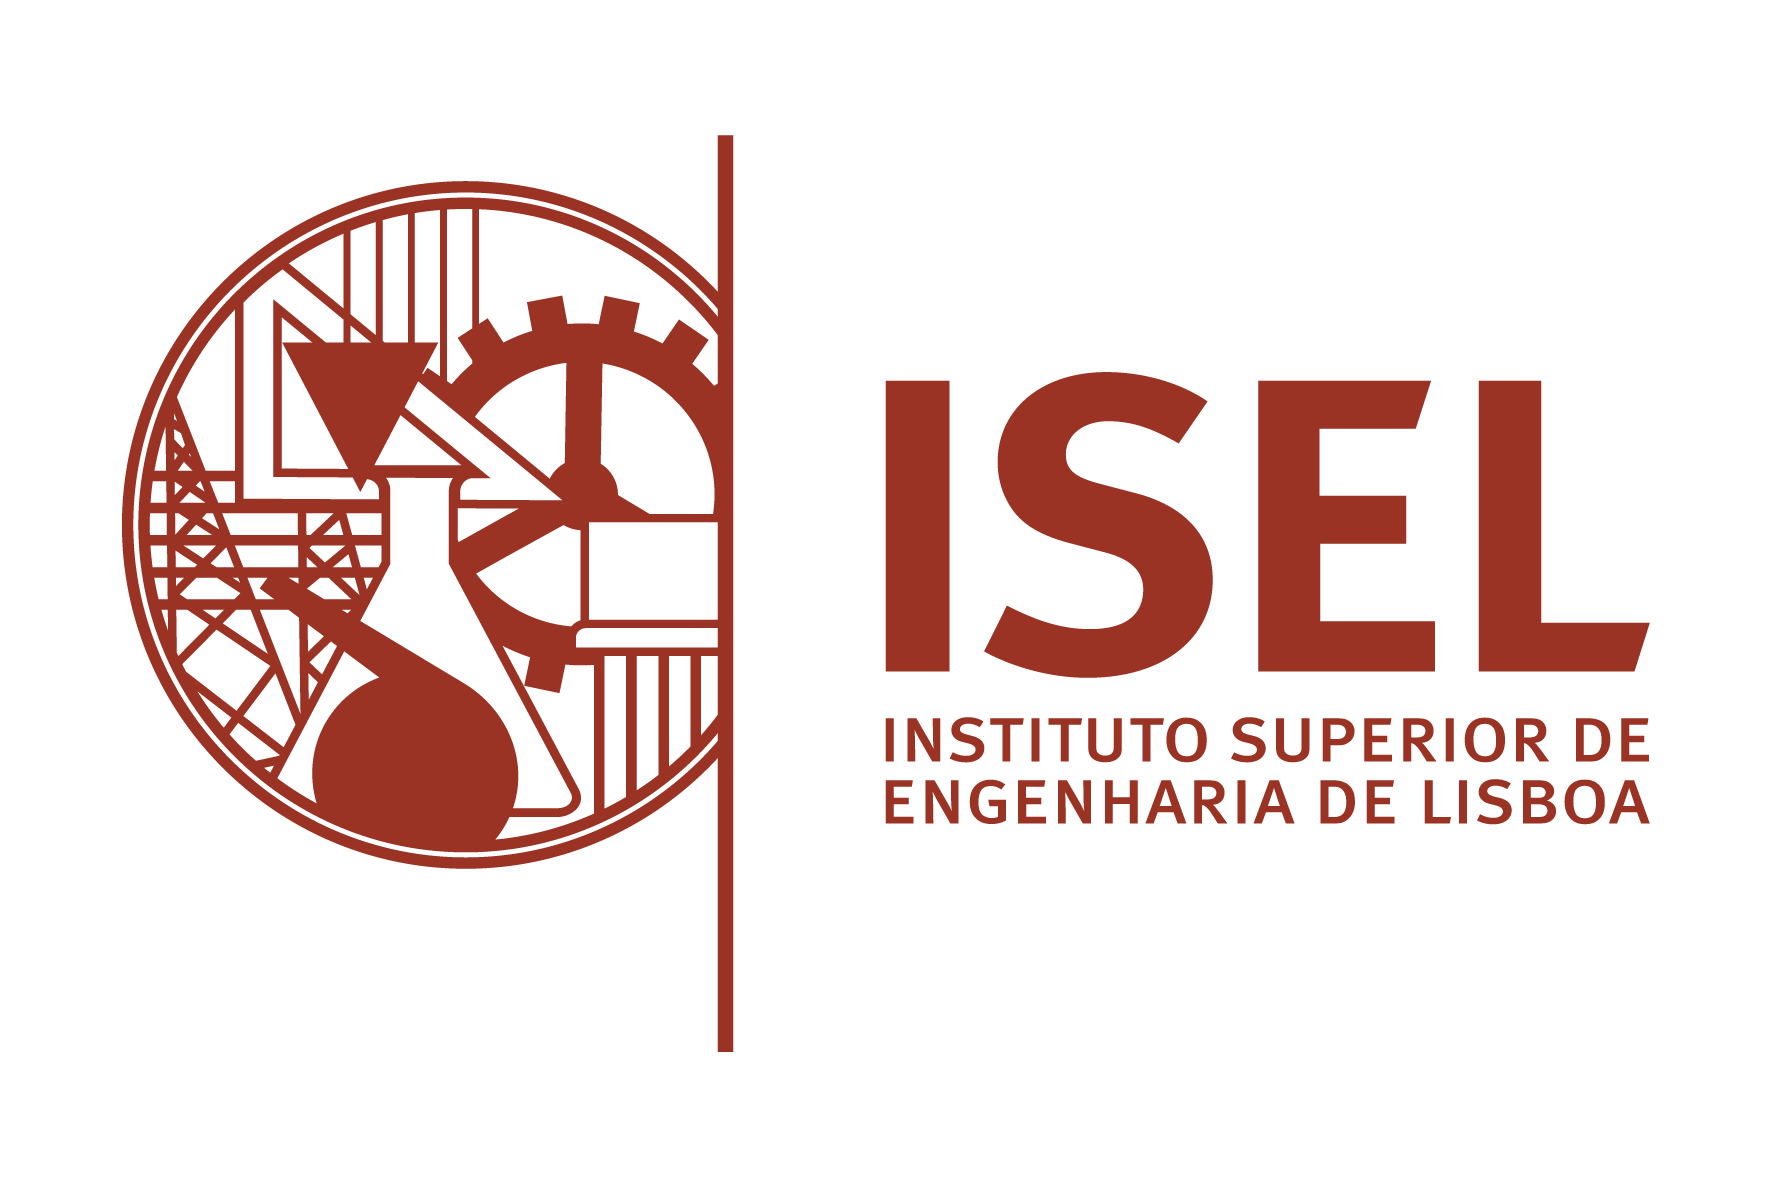 ISEL
INSTITUTO SUPERIOR DE
ENGENHARIA DE LISBOA